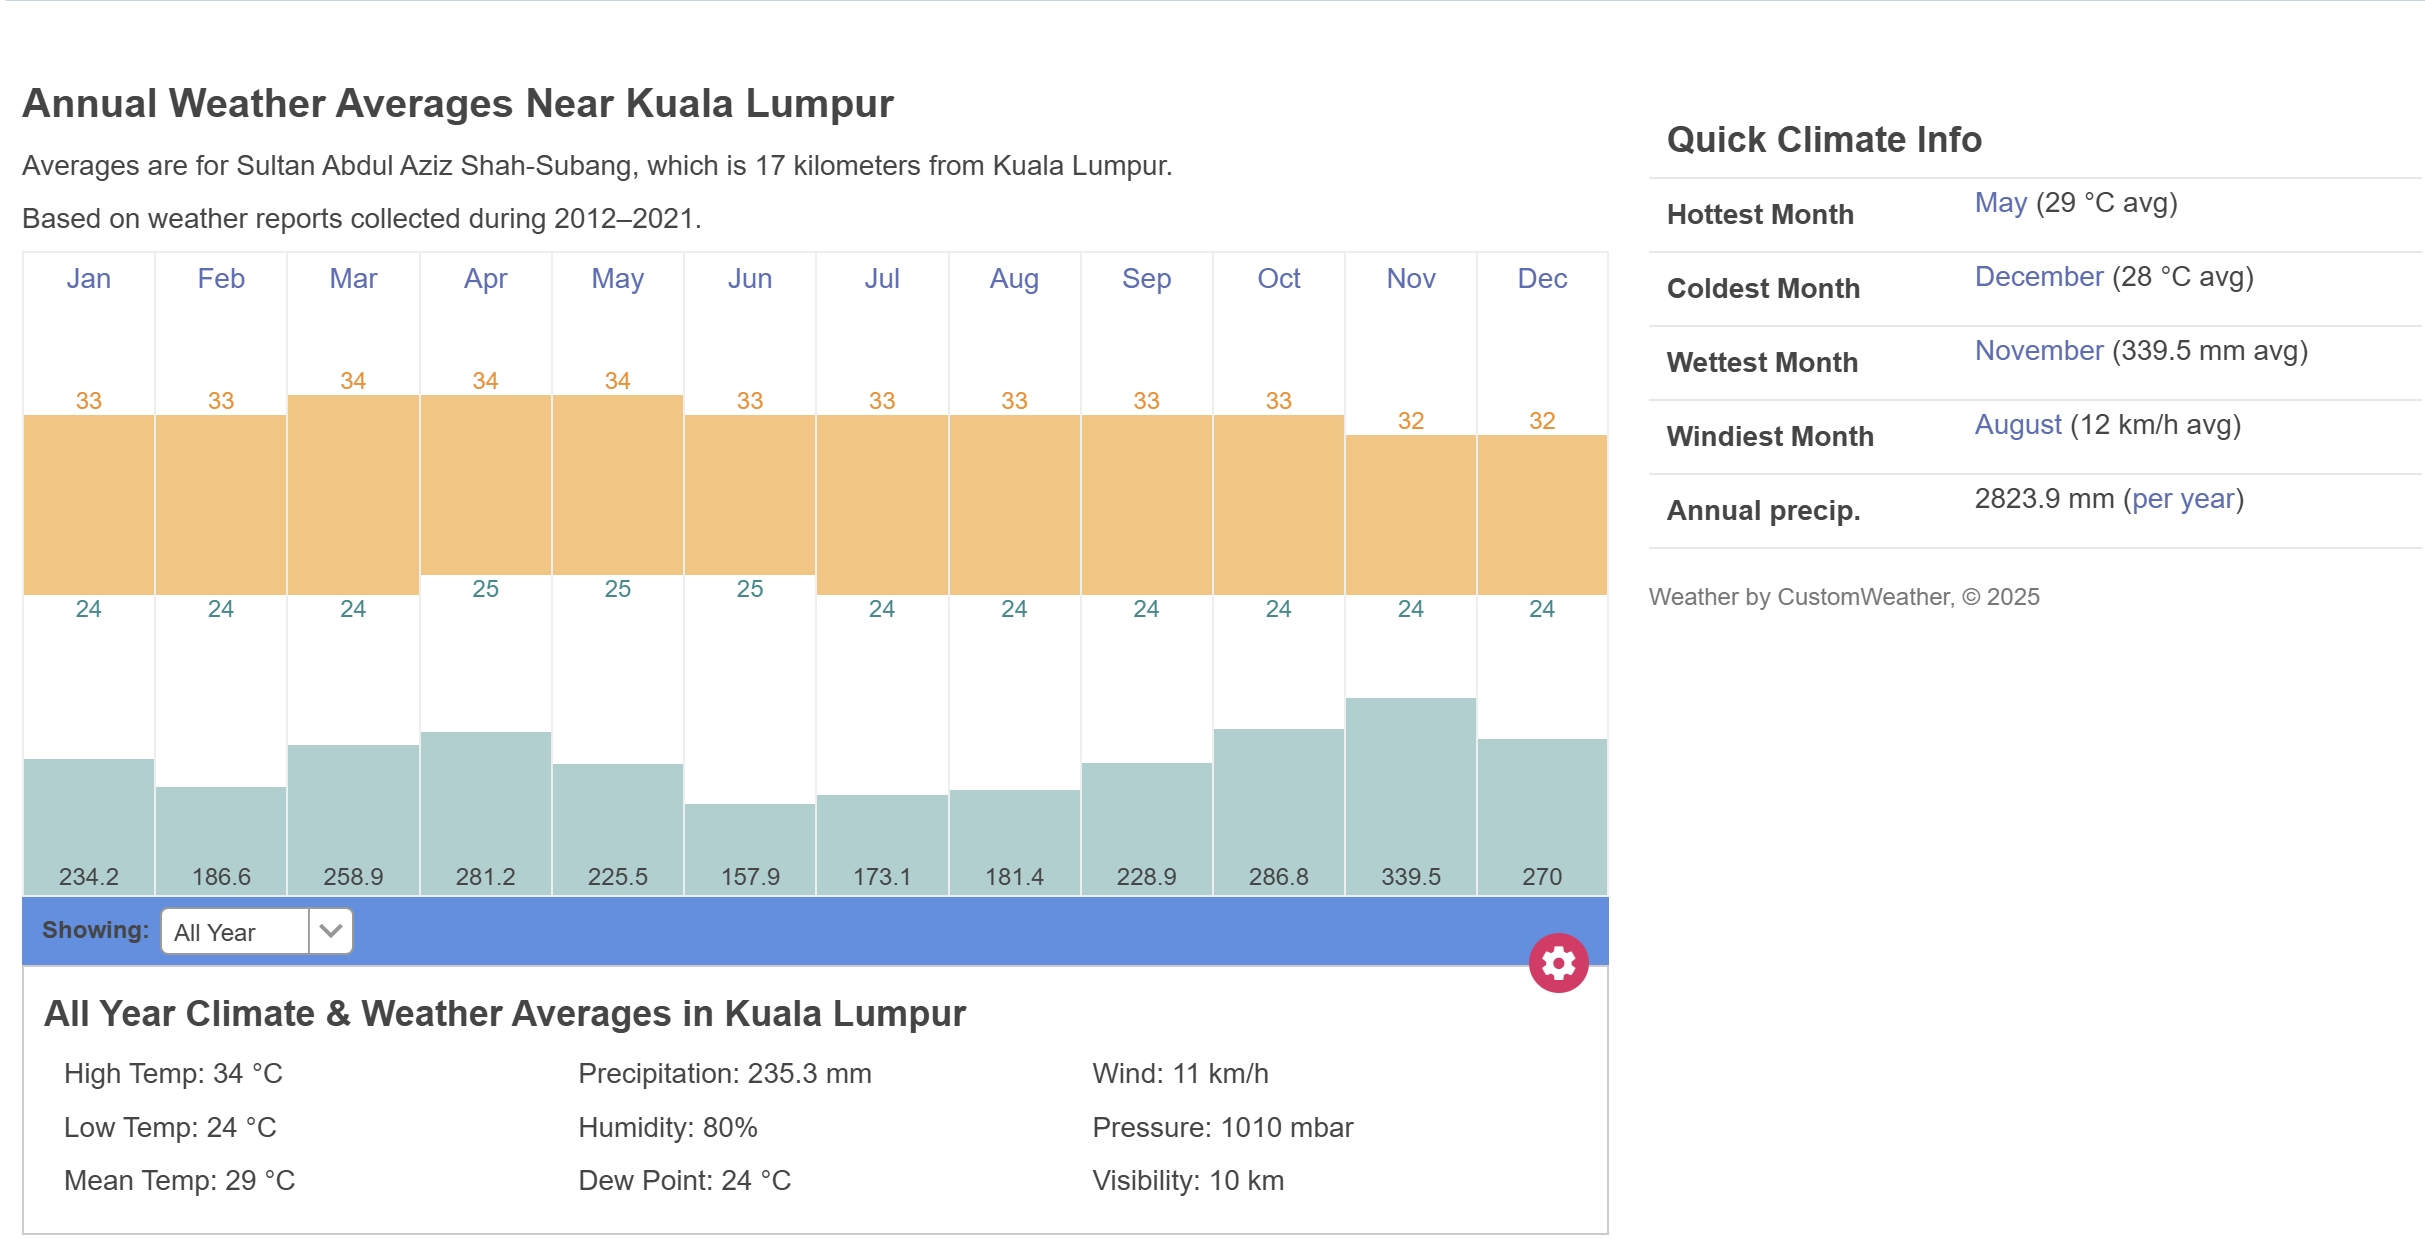 Annual Weather Averages Near Kuala Lumpur
Averages are for Sultan Abdul Aziz Shah-Subang, which is 17 kilometers from Kuala Lumpur.
Based on weather reports collected during 2012–2021.
Jan Feb Mar Apr May Jun Jul Aug Sep Oct Nov Dec
33 33 34 34 34 33 33 33 33 33 32 32
24 24 24 25 25 25 24 24 24 24 24 24
234.2 186.6 258.9 281.2 225.5 157.9 173.1 181.4 228.9 286.8 339.5 270
Showing: All Year
All Year Climate & Weather Averages in Kuala Lumpur
High Temp: 34 °C Precipitation: 235.3 mm Wind: 11 km/h
Low Temp: 24 °C Humidity: 80% Pressure: 1010 mbar
Mean Temp: 29 °C Dew Point: 24 °C Visibility: 10 km
Quick Climate Info
Hottest Month May (29 °C avg)
Coldest Month December (28 °C avg)
Wettest Month November (339.5 mm avg)
Windiest Month August (12 km/h avg)
Annual precip. 2823.9 mm (per year)
Weather by CustomWeather, © 2025